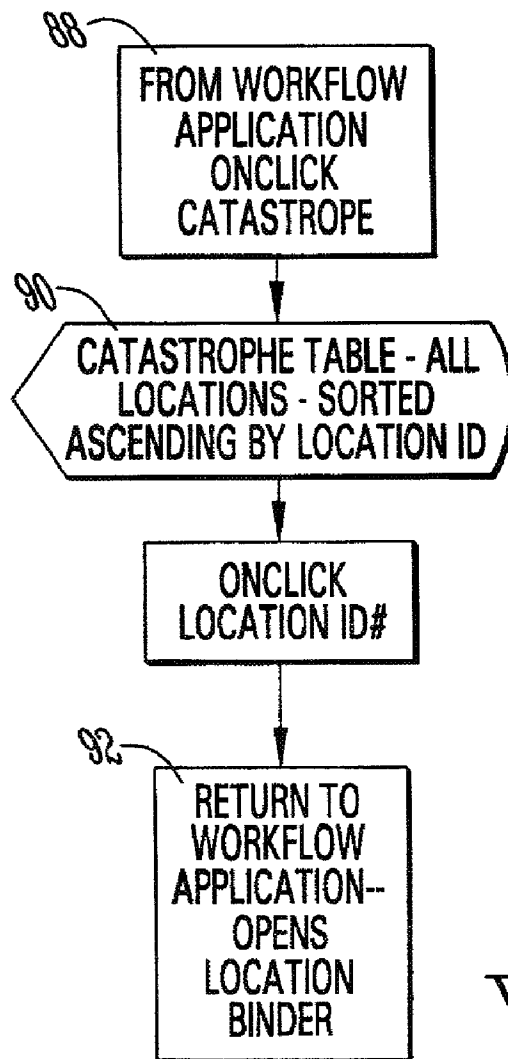 88
FROM WORKFLOW
APPLICATION
ONCLICK
CATASTROPE
90
CATASTROPHE TABLE - ALL
LOCATIONS - SORTED
ASCENDING BY LOCATION ID
ONCLICK
LOCATION ID#
92
RETURN TO
WORKFLOW
APPLICATION--
OPENS
LOCATION
BINDER